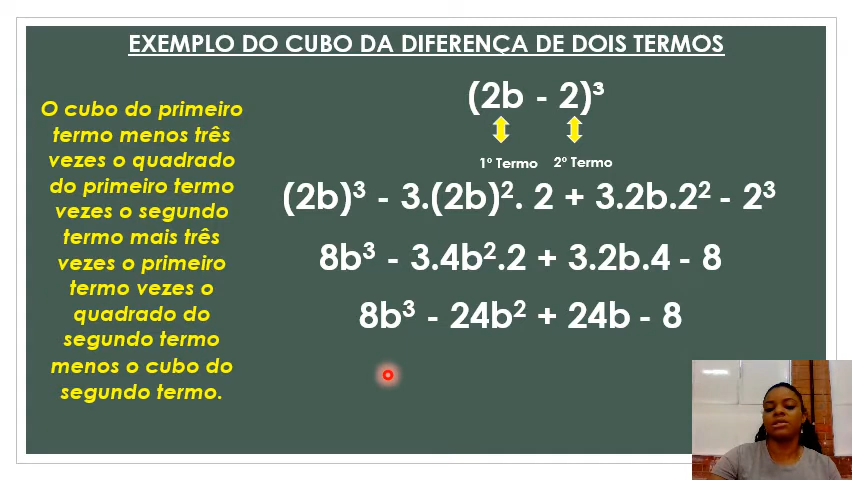 EXEMPLO DO CUBO DA DIFERENÇA DE DOIS TERMOS
O cubo do primeiro
termo menos três
vezes o quadrado
do primeiro termo
vezes o segundo
termo mais três
vezes o primeiro
termo vezes o
quadrado do
segundo termo
menos o cubo do
segundo termo.
(2b - 2)³
1º Termo 2º Termo
(2b)³ - 3.(2b)². 2 + 3.2b.2² - 2³
8b³ - 3.4b².2 + 3.2b.4 - 8
8b³ - 24b² + 24b - 8